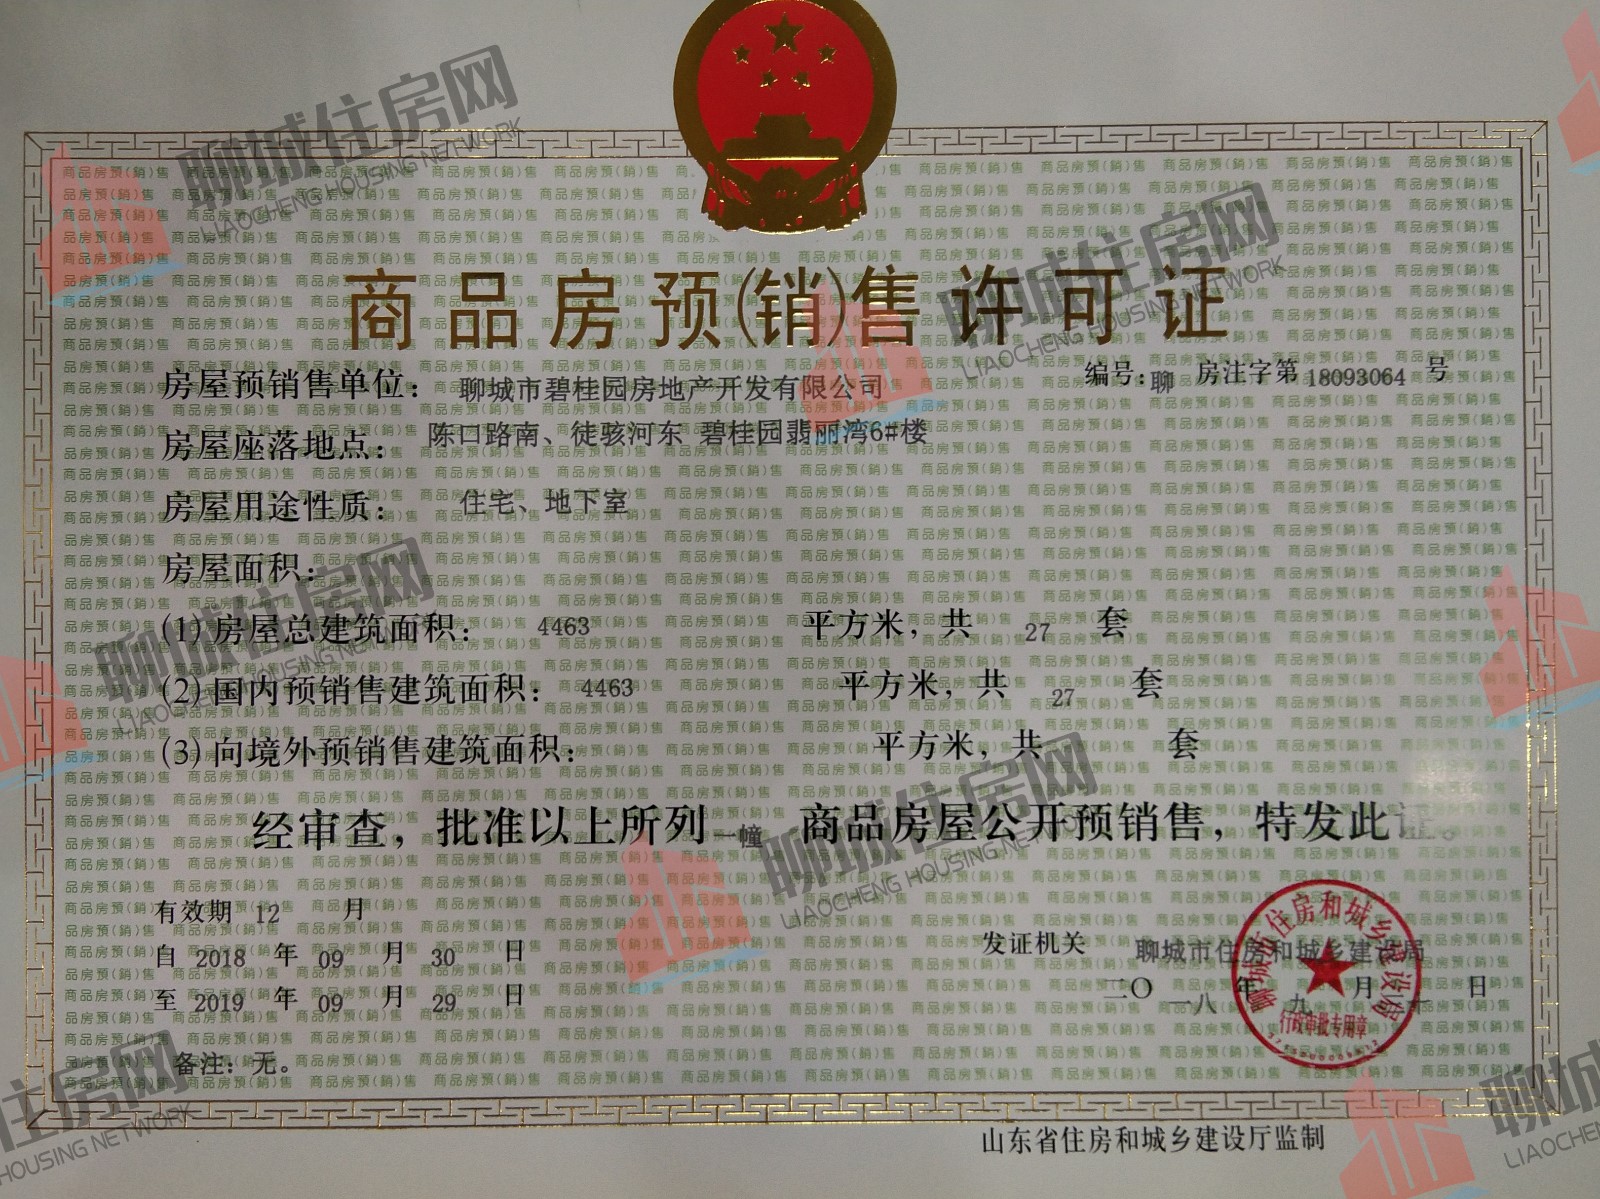 商品房预(销)售许可证
编号:聊 房注字第 18093064 号
房屋预销售单位: 聊城市碧桂园房地产开发有限公司
房屋座落地点: 陈口路南、徒骇河东 碧桂园翡丽湾6#楼
房屋用途性质: 住宅、地下室
房屋面积:
(1)房屋总建筑面积: 4463 平方米,共 27 套
(2)国内预销售建筑面积: 4463 平方米,共 27 套
(3)向境外预销售建筑面积: 平方米,共 套
经审查,批准以上所列一幢 商品房屋公开预销售,特发此证。
有效期 12 月
自 2018 年 09 月 30 日
至 2019 年 09 月 29 日
发证机关 聊城市住房和城乡建设局
二〇一八 年 九 月 日
备注:无。
聊城市住房和城乡建设局
行政审批专用章
山东省住房和城乡建设厅监制
聊城住房网
LIAOCHENG HOUSING NETWORK